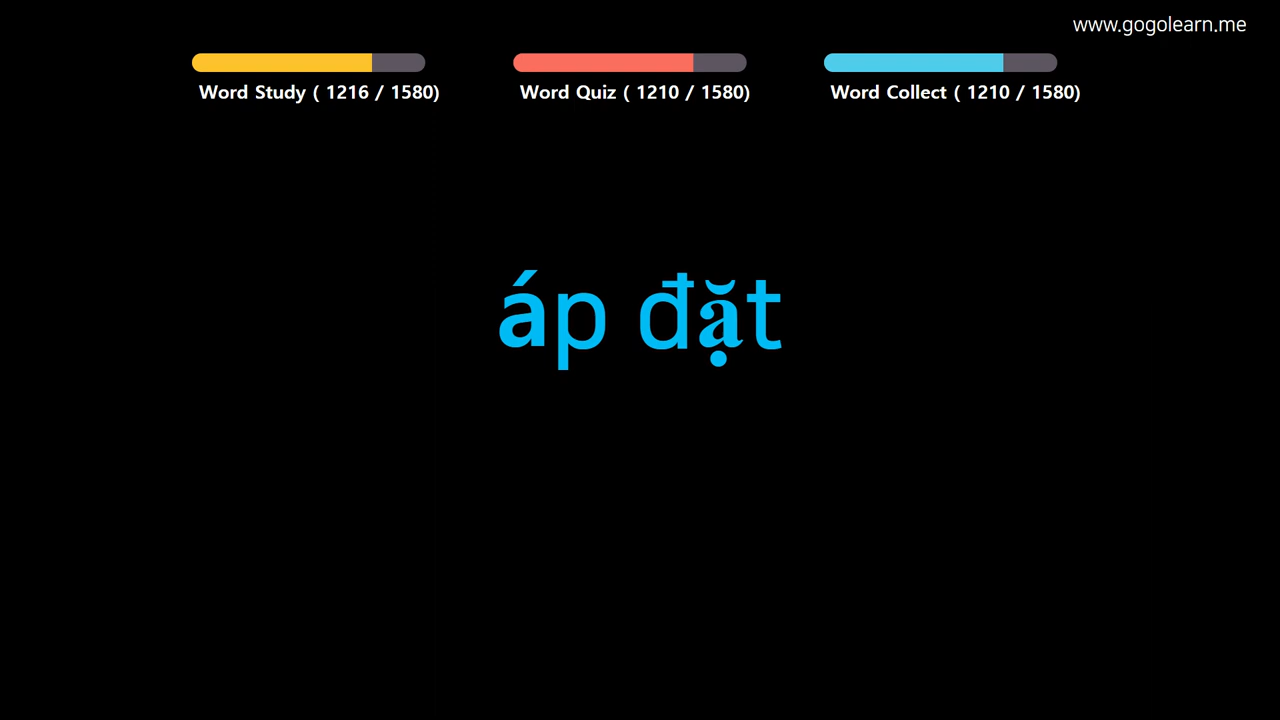 www.gogolearn.me
Word Study ( 1216 / 1580)
Word Quiz ( 1210 / 1580)
Word Collect ( 1210 / 1580)
áp đặt